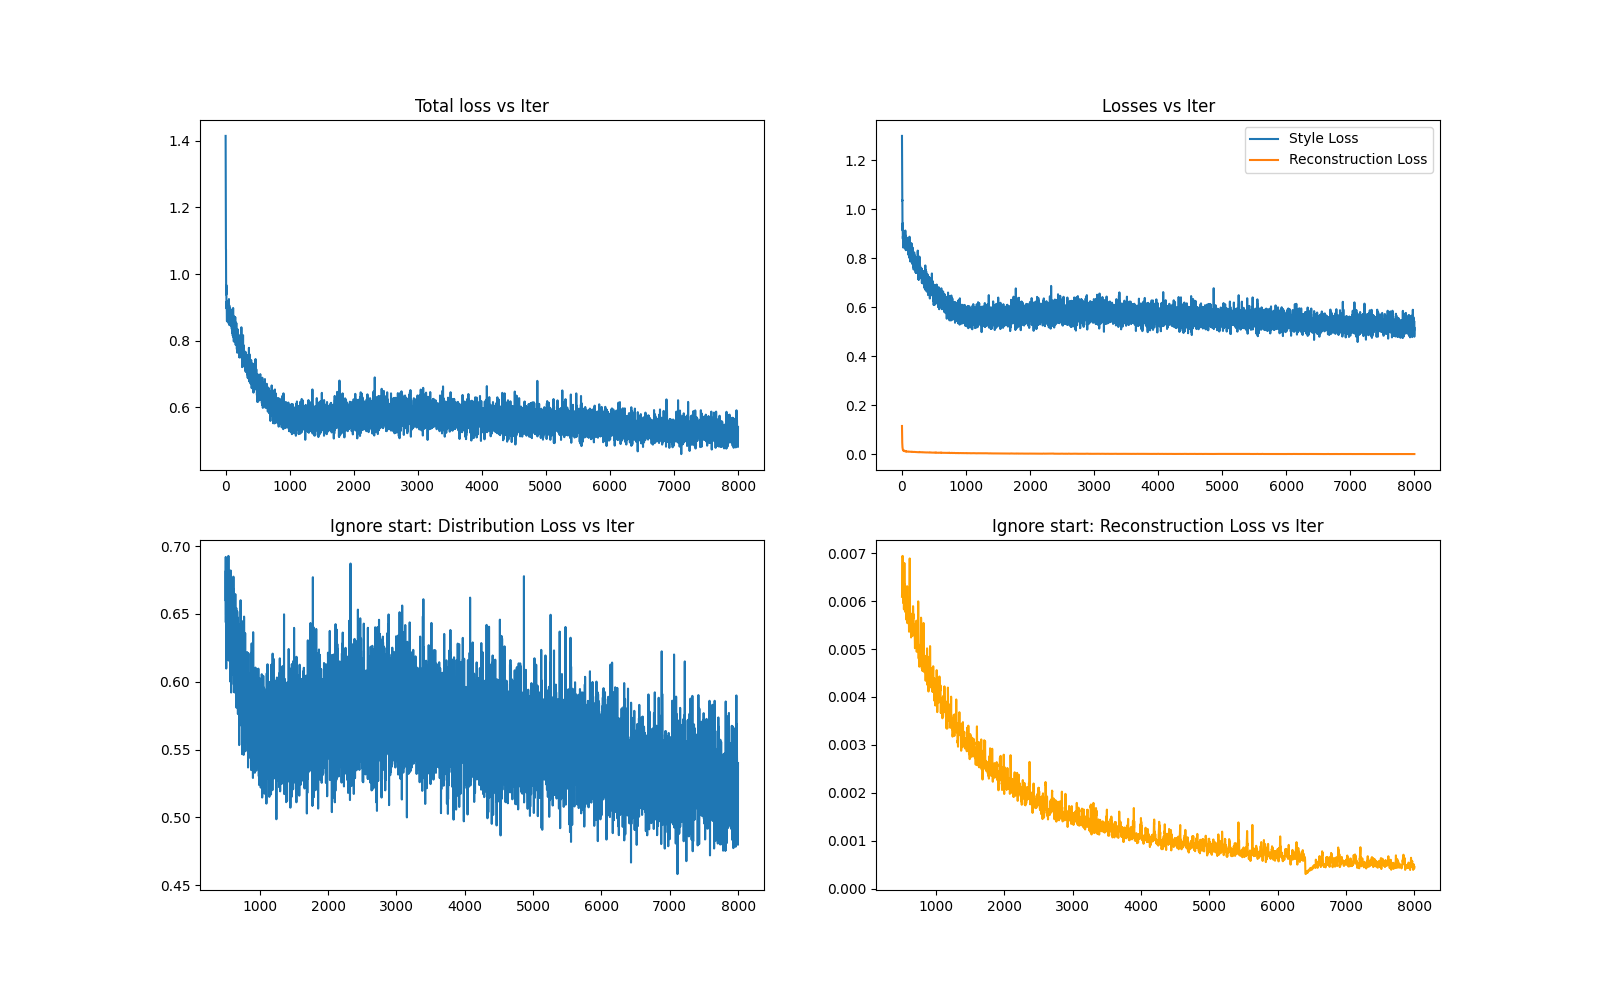 Total loss vs Iter
1.4
1.2
1.0
0.8
0.6
0 1000 2000 3000 4000 5000 6000 7000 8000
Losses vs Iter
Style Loss
Reconstruction Loss
1.2
1.0
0.8
0.6
0.4
0.2
0.0
0 1000 2000 3000 4000 5000 6000 7000 8000
Ignore start: Distribution Loss vs Iter
0.70
0.65
0.60
0.55
0.50
0.45
1000 2000 3000 4000 5000 6000 7000 8000
Ignore start: Reconstruction Loss vs Iter
0.007
0.006
0.005
0.004
0.003
0.002
0.001
0.000
1000 2000 3000 4000 5000 6000 7000 8000